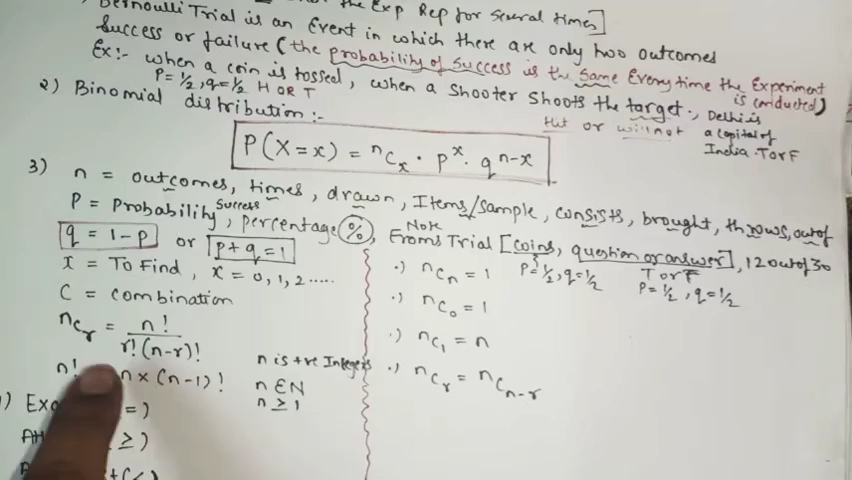 the Exp Rep for Several times]
Bernoulli Trial is an Event in which there are only two outcomes
Success or failure (the probability of success is the same Every time the Experiment
is conducted)
Ex:- when a coin is tossed, when a shooter shoots the target., Delhi is
P=1/2, q=1/2 H OR T
Hit or will not
a capital of
India. T or F
2) Binomial distribution:-
P(X=x) = nCx · p^x · q^n-x
3) n = outcomes, times, drawn, Items/sample, consists, brought, throws, out of
P = Probability Success, percentage (%), From Trial [coins, question or answer], 12 out of 30
q = 1-p or p+q=1
x = To Find, x = 0, 1, 2 .....
C = combination
nCr = n! / r!(n-r)!
n! n x (n-1)!
n is +ve Integers
n ∈ N
n ≥ 1
Note
P=1/2, q=1/2
T or F
P=1/2, q=1/2
·) nCn = 1
·) nC0 = 1
·) nC1 = n
·) nCr = nCn-r
=)
≥)